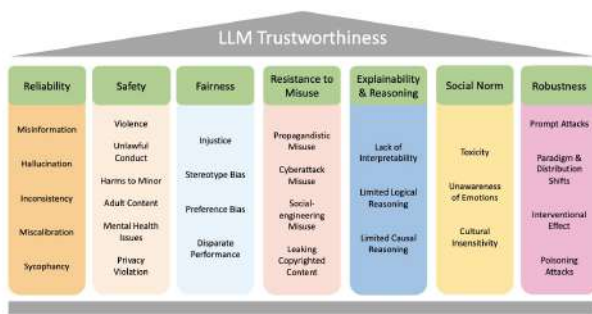 LLM Trustworthiness
Reliability
Misinformation
Hallucination
Inconsistency
Miscalibration
Sycophancy
Safety
Violence
Unlawful
Conduct
Harms to Minor
Adult Content
Mental Health
Issues
Privacy
Violation
Fairness
Injustice
Stereotype Bias
Preference Bias
Disparate
Performance
Resistance to
Misuse
Propagandistic
Misuse
Cyberattack
Misuse
Social-
engineering
Misuse
Leaking
Copyrighted
Content
Explainability
& Reasoning
Lack of
Interpretability
Limited Logical
Reasoning
Limited Causal
Reasoning
Social Norm
Toxicity
Unawareness
of Emotions
Cultural
Insensitivity
Robustness
Prompt Attacks
Paradigm &
Distribution
Shifts
Interventional
Effect
Poisoning
Attacks